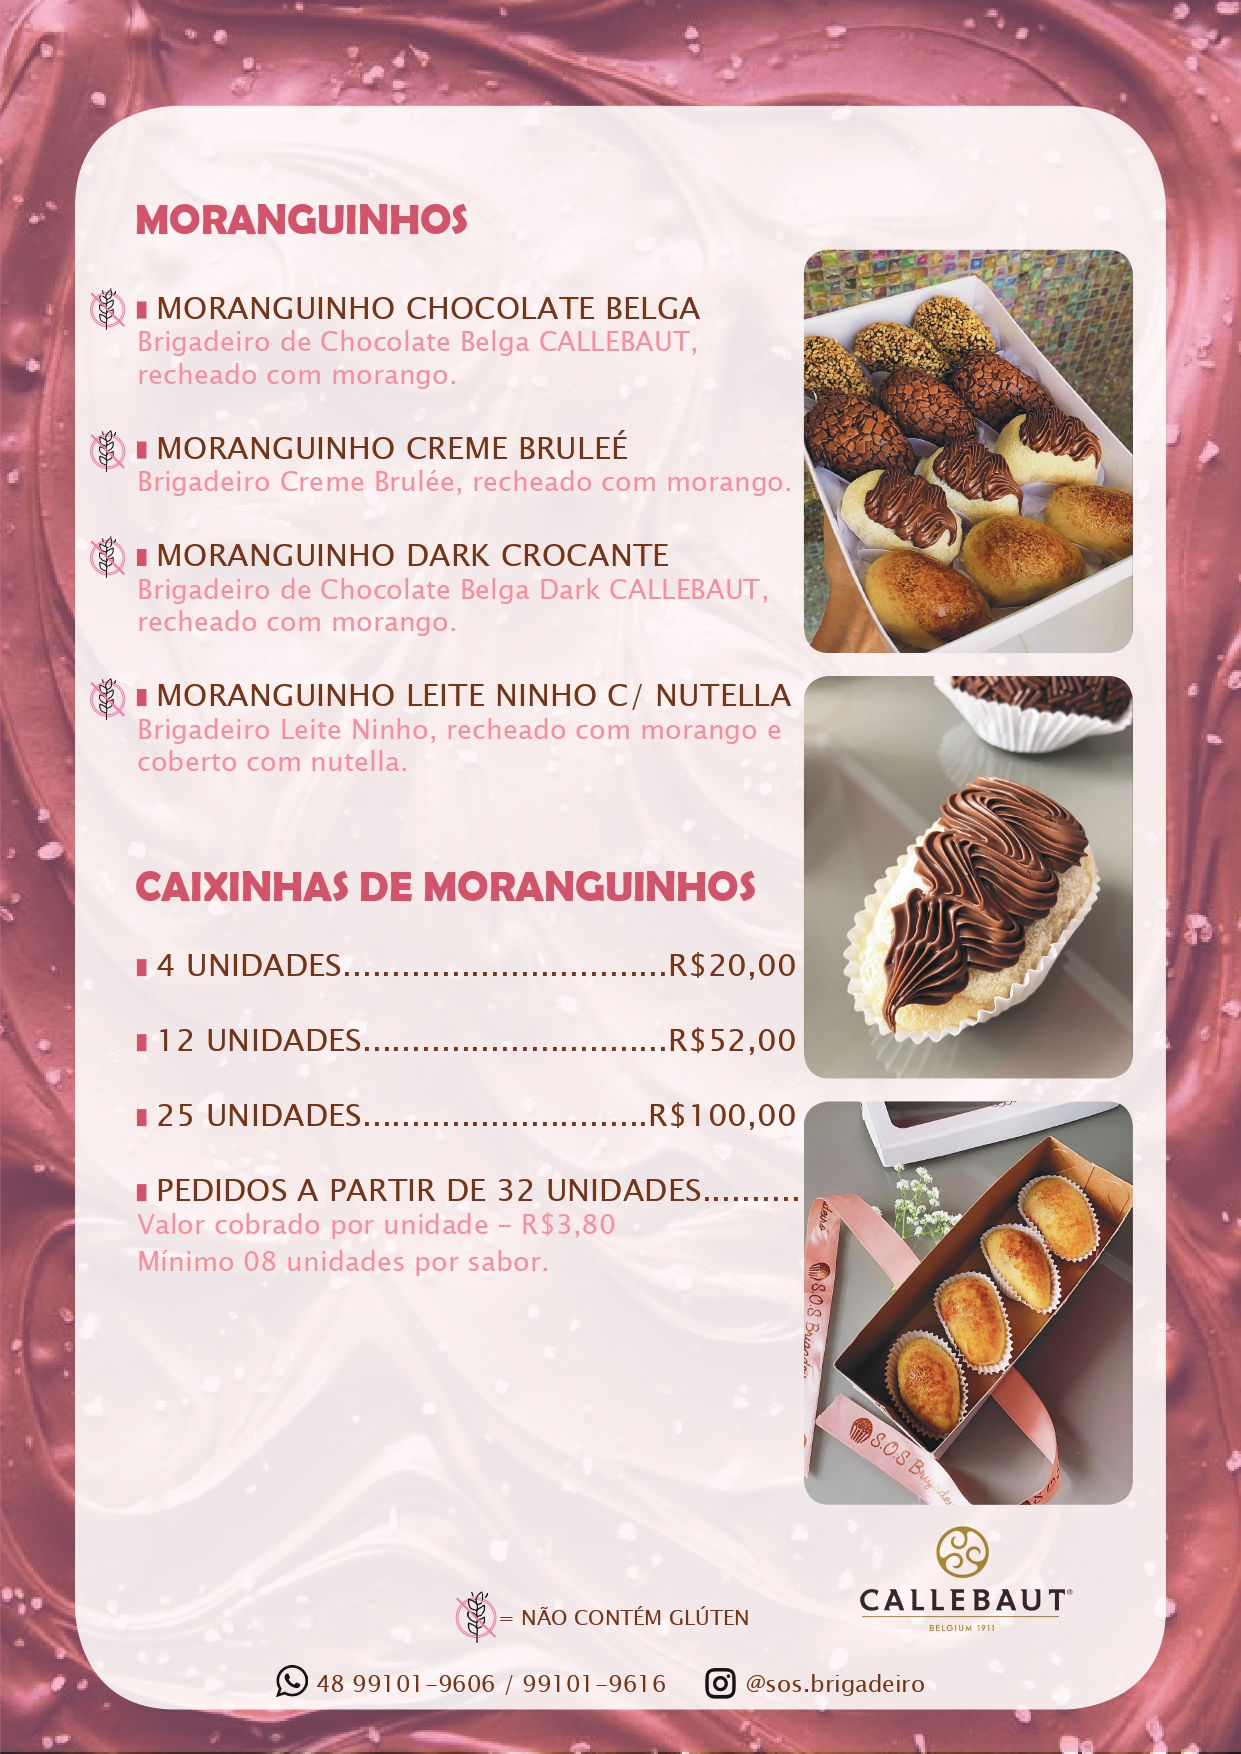 MORANGUINHOS
MORANGUINHO CHOCOLATE BELGA
Brigadeiro de Chocolate Belga CALLEBAUT,
recheado com morango.
MORANGUINHO CREME BRULEÉ
Brigadeiro Creme Brulée, recheado com morango.
MORANGUINHO DARK CROCANTE
Brigadeiro de Chocolate Belga Dark CALLEBAUT,
recheado com morango.
MORANGUINHO LEITE NINHO C/ NUTELLA
Brigadeiro Leite Ninho, recheado com morango e
coberto com nutella.
CAIXINHAS DE MORANGUINHOS
4 UNIDADES.................................R$20,00
12 UNIDADES...............................R$52,00
25 UNIDADES.............................R$100,00
PEDIDOS A PARTIR DE 32 UNIDADES..........
Valor cobrado por unidade - R$3,80
Mínimo 08 unidades por sabor.
S.O.S
S.O.S
CALLEBAUT®
BELGIUM 1911
= NÃO CONTÉM GLÚTEN
48 99101-9606 / 99101-9616
@sos.brigadeiro